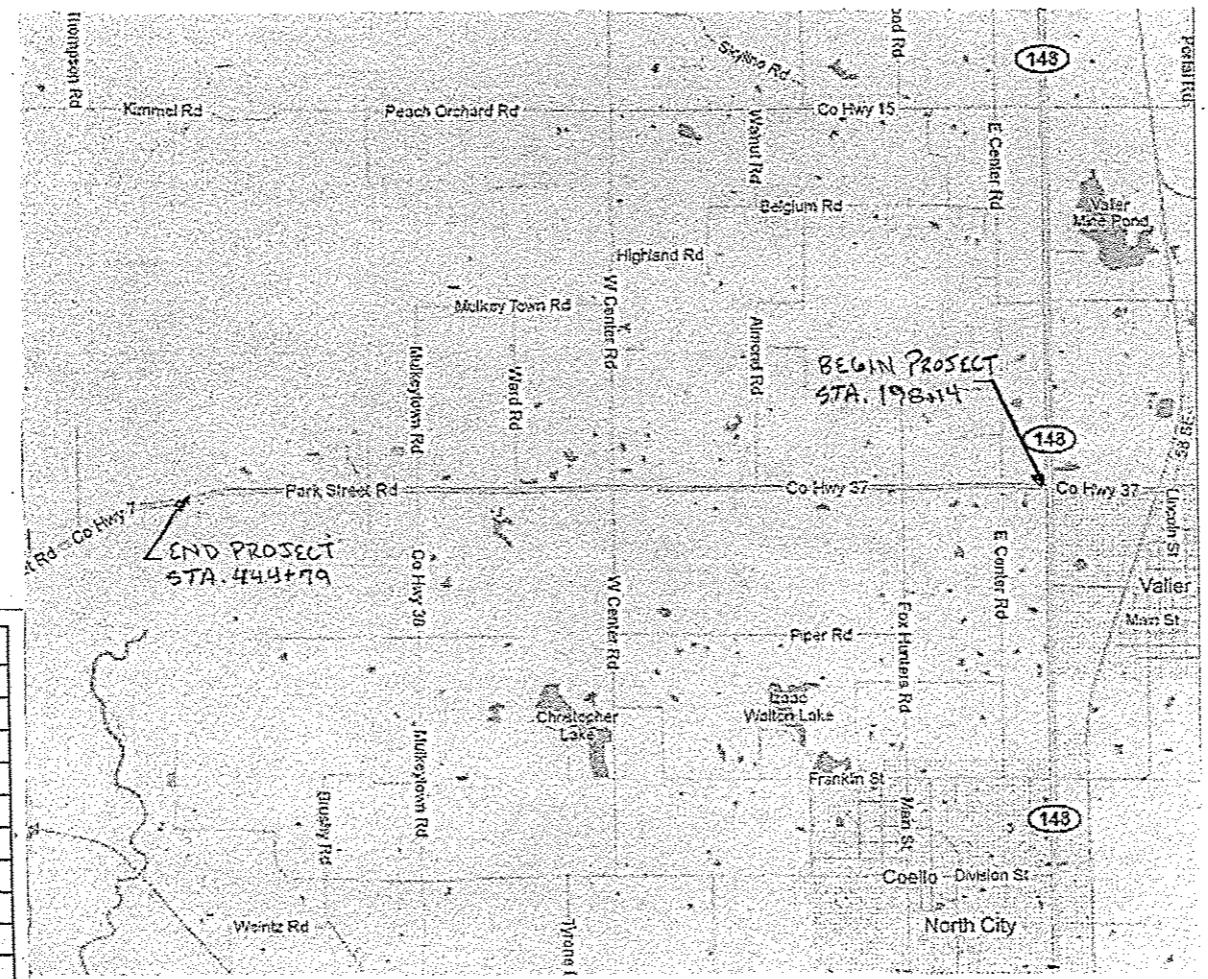 Thompson Rd
Skyline Rd
148
Kimmel Rd
Peach Orchard Rd
Walnut Rd
Co Hwy 15
E Center Rd
Belgium Rd
Valier
Mine Pond
Highland Rd
Mulkey Town Rd
W Center Rd
Mulkeytown Rd
Ward Rd
Almond Rd
BEGIN PROJECT
STA. 198+14
148
Park Street Rd
Co Hwy 37
Co Hwy 37
Co Hwy 7
END PROJECT
STA. 444+79
Lincoln St
Co Hwy 38
W Center Rd
E Center Rd
Valier
Main St
Piper Rd
Fox Hunters Rd
Christopher
Lake
Isaac
Walton Lake
Franklin St
Mulkeytown Rd
Brushy Rd
Main St
148
Coello
Division St
Weintz Rd
Tyrone
North City